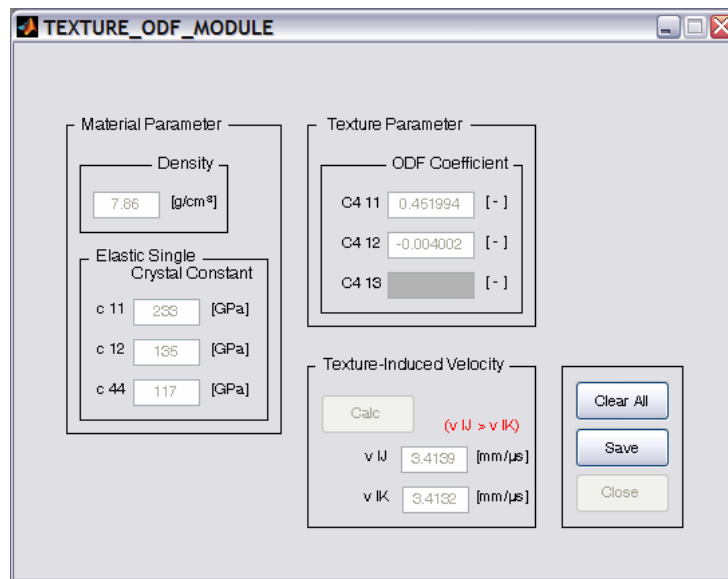 TEXTURE_ODF_MODULE
Material Parameter
Density
7.86 [g/cm³]
Elastic Single
Crystal Constant
c 11 233 [GPa]
c 12 135 [GPa]
c 44 117 [GPa]
Texture Parameter
ODF Coefficient
C4 11 0.451994 [ - ]
C4 12 -0.004002 [ - ]
C4 13 [ - ]
Texture-Induced Velocity
Calc
(v IJ > v IK)
v IJ 3.4139 [mm/µs]
v IK 3.4132 [mm/µs]
Clear All
Save
Close